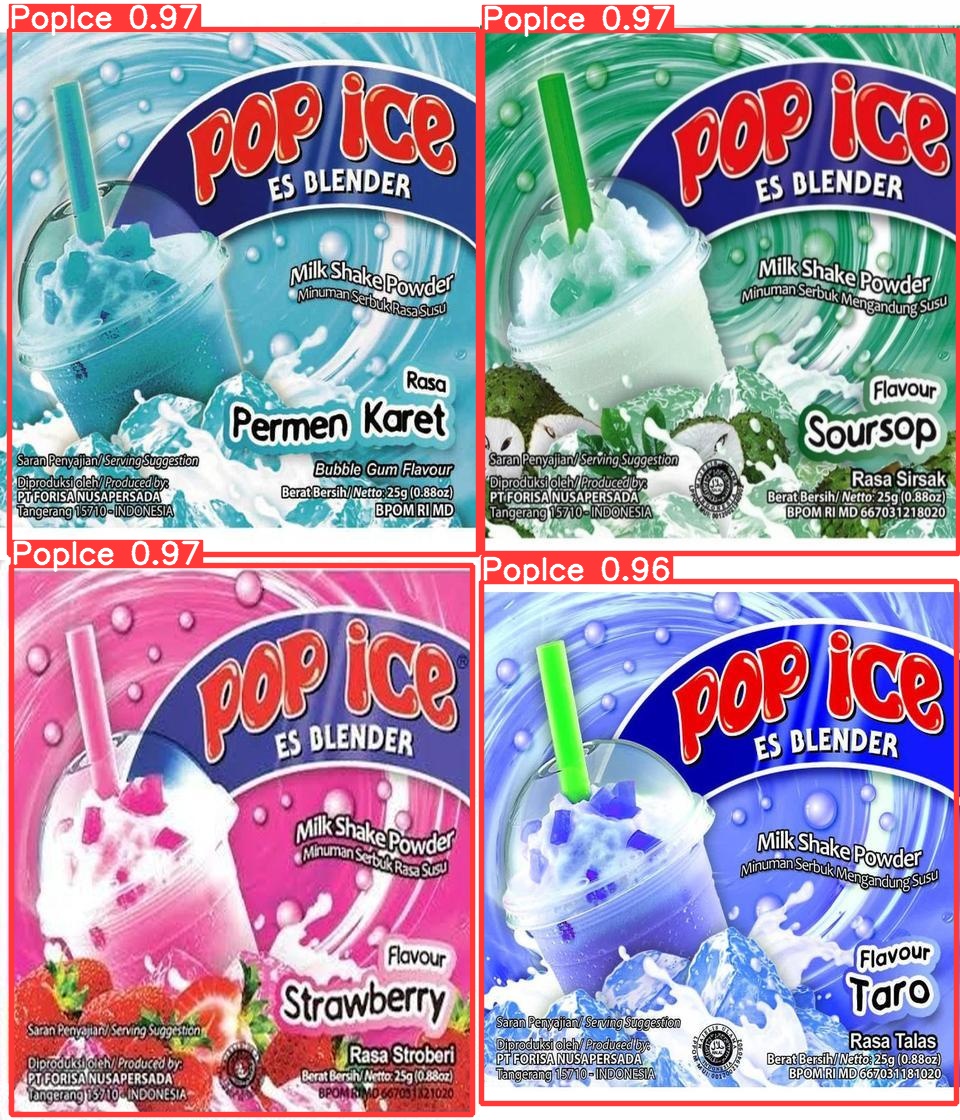 PopIce 0.97
POP ICE
ES BLENDER
Milk Shake Powder
Minuman Serbuk Rasa Susu
Rasa
Permen Karet
Bubble Gum Flavour
Saran Penyajian/ Serving Suggestion
Diproduksi oleh/ Produced by:
PT FORISA NUSAPERSADA
Tangerang 15710 - INDONESIA
Berat Bersih/ Netto: 25g (0.88oz)
BPOM RI MD
PopIce 0.97
POP ICE
ES BLENDER
Milk Shake Powder
Minuman Serbuk Mengandung Susu
Flavour
Soursop
Rasa Sirsak
Saran Penyajian/ Serving Suggestion
Diproduksi oleh/ Produced by:
PT FORISA NUSAPERSADA
Tangerang 15710 - INDONESIA
Berat Bersih/ Netto: 25g (0.88oz)
BPOM RI MD 667031218020
PopIce 0.97
POP ICE
ES BLENDER
Milk Shake Powder
Minuman Serbuk Rasa Susu
Flavour
Strawberry
Rasa Stroberi
Saran Penyajian/ Serving Suggestion
Diproduksi oleh/ Produced by:
PT FORISA NUSAPERSADA
Tangerang 15710 - INDONESIA
Berat Bersih/ Netto: 25g (0.88oz)
BPOM RI MD
PopIce 0.96
POP ICE
ES BLENDER
Milk Shake Powder
Minuman Serbuk Mengandung Susu
Flavour
Taro
Rasa Talas
Saran Penyajian/ Serving Suggestion
Diproduksi oleh/ Produced by:
PT FORISA NUSAPERSADA
Tangerang 15710 - INDONESIA
Berat Bersih/ Netto: 25g (0.88oz)
BPOM RI MD 667031181020